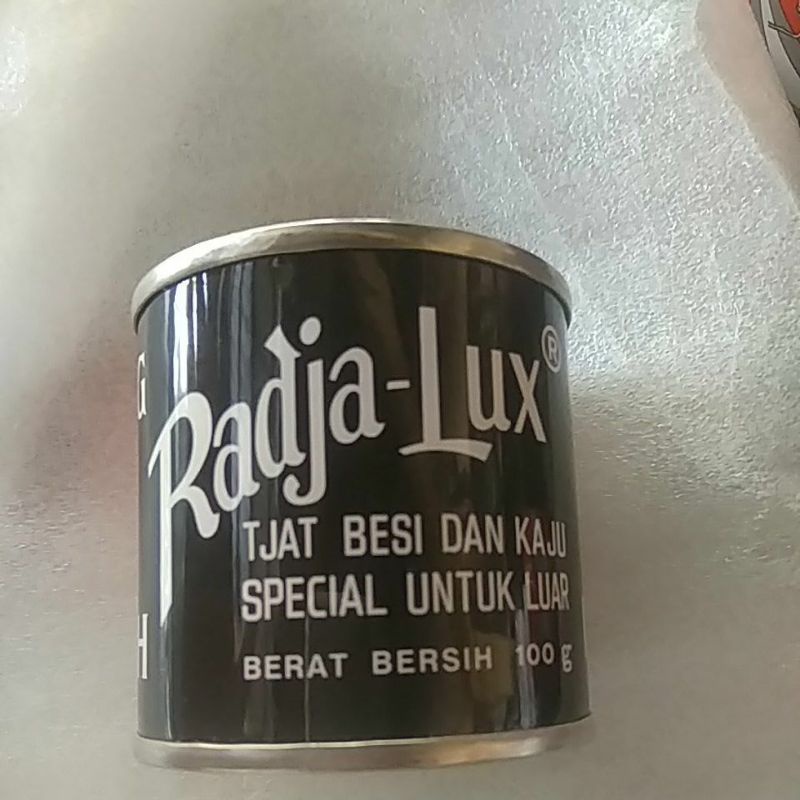 Radja-Lux®
TJAT BESI DAN KAJU
SPECIAL UNTUK LUAR
BERAT BERSIH 100 g